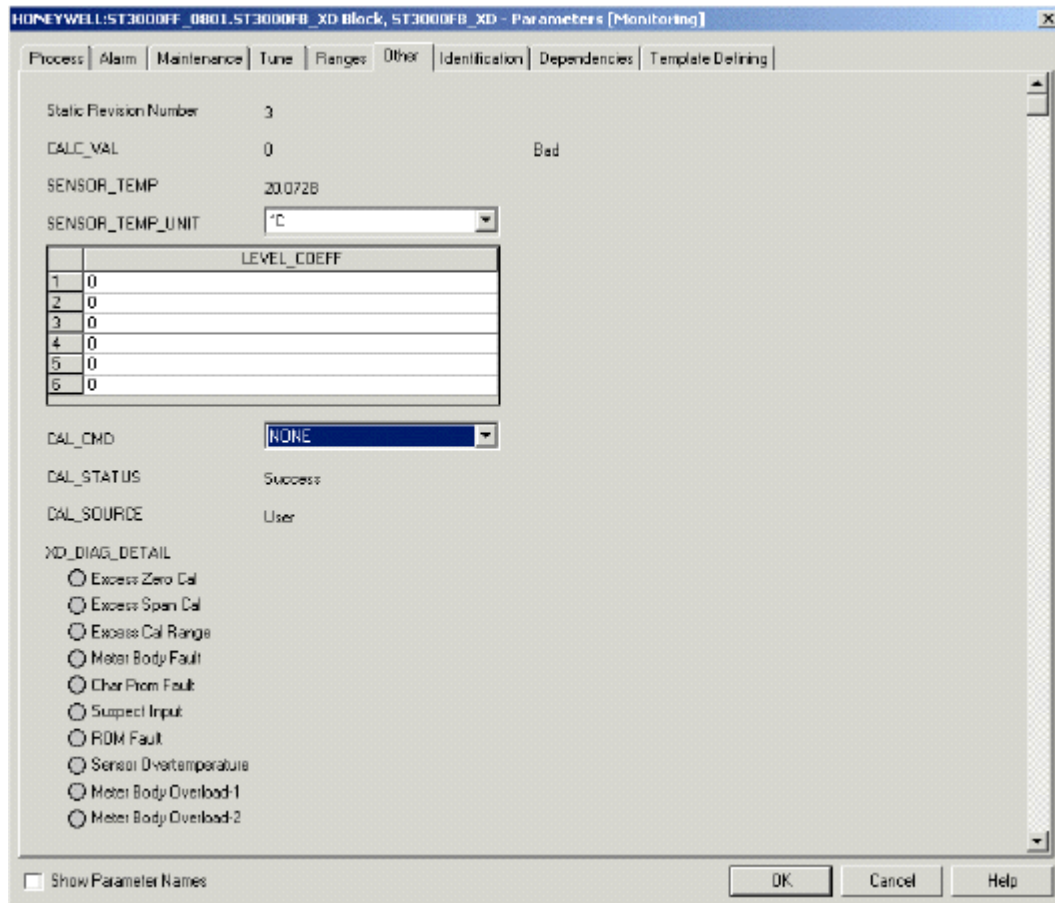 HONEYWELL:ST3000FF_0801.ST3000FB_XD Block, ST3000FB_XD - Parameters [Monitoring]
Process Alarm Maintenance Tune Ranges Other Identification Dependencies Template Defining
Static Revision Number 3
CALC_VAL 0 Bad
SENSOR_TEMP 20.0728
SENSOR_TEMP_UNIT °C
LEVEL_COEFF
1 0
2 0
3 0
4 0
5 0
6 0
CAL_CMD NONE
CAL_STATUS Success
CAL_SOURCE User
XD_DIAG_DETAIL
Excess Zero Cal
Excess Span Cal
Excess Cal Range
Meter Body Fault
Char Prom Fault
Suspect Input
ROM Fault
Sensor Overtemperature
Meter Body Overload-1
Meter Body Overload-2
Show Parameter Names OK Cancel Help